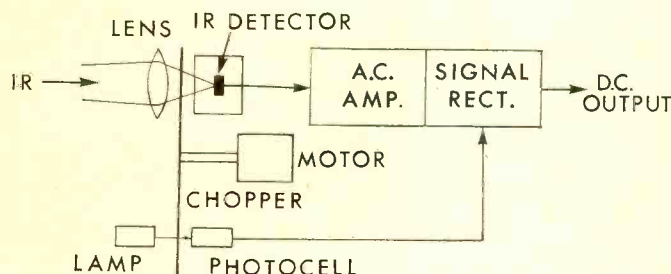 IR DETECTOR
LENS
IR
A.C.
AMP.
SIGNAL
RECT.
D.C.
OUTPUT
MOTOR
CHOPPER
LAMP
PHOTOCELL